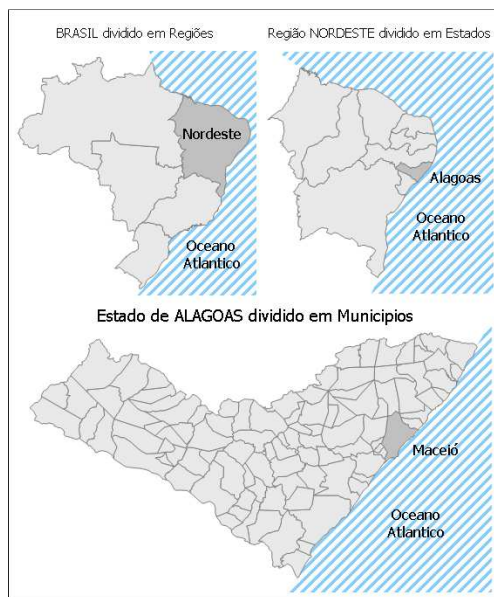 BRASIL dividido em Regiões
Região NORDESTE dividido em Estados
Nordeste
Oceano
Atlantico
Alagoas
Oceano
Atlantico
Estado de ALAGOAS dividido em Municipios
Maceió
Oceano
Atlantico